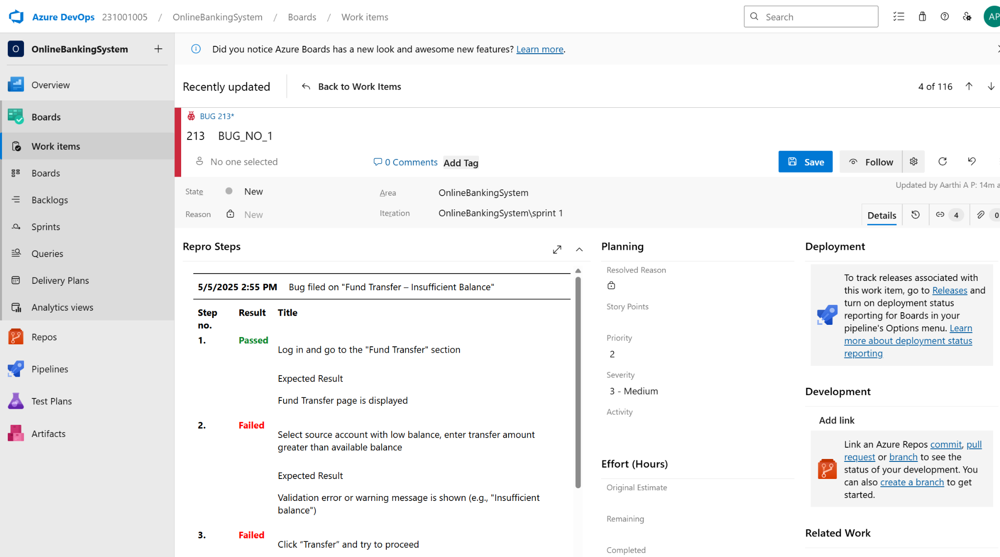 Azure DevOps 231001005 / OnlineBankingSystem / Boards / Work items
Search
AP
O OnlineBankingSystem
Overview
Boards
Work items
Boards
Backlogs
Sprints
Queries
Delivery Plans
Analytics views
Repos
Pipelines
Test Plans
Artifacts
Did you notice Azure Boards has a new look and awesome new features? Learn more.
Recently updated
Back to Work Items
4 of 116
BUG 213*
213 BUG_NO_1
No one selected
0 Comments
Add Tag
Save
Follow
State New
Area OnlineBankingSystem
Updated by Aarthi A P: 14m a
Reason New
Iteration OnlineBankingSystem\sprint 1
Details
4
0
Repro Steps
5/5/2025 2:55 PM Bug filed on "Fund Transfer – Insufficient Balance"
Step Result Title
no.
1. Passed
Log in and go to the "Fund Transfer" section
Expected Result
Fund Transfer page is displayed
2. Failed
Select source account with low balance, enter transfer amount
greater than available balance
Expected Result
Validation error or warning message is shown (e.g., "Insufficient
balance")
3. Failed
Click “Transfer” and try to proceed
Planning
Resolved Reason
Story Points
Priority
2
Severity
3 - Medium
Activity
Effort (Hours)
Original Estimate
Remaining
Completed
Deployment
To track releases associated with
this work item, go to Releases and
turn on deployment status
reporting for Boards in your
pipeline's Options menu. Learn
more about deployment status
reporting
Development
Add link
Link an Azure Repos commit, pull
request or branch to see the
status of your development. You
can also create a branch to get
started.
Related Work